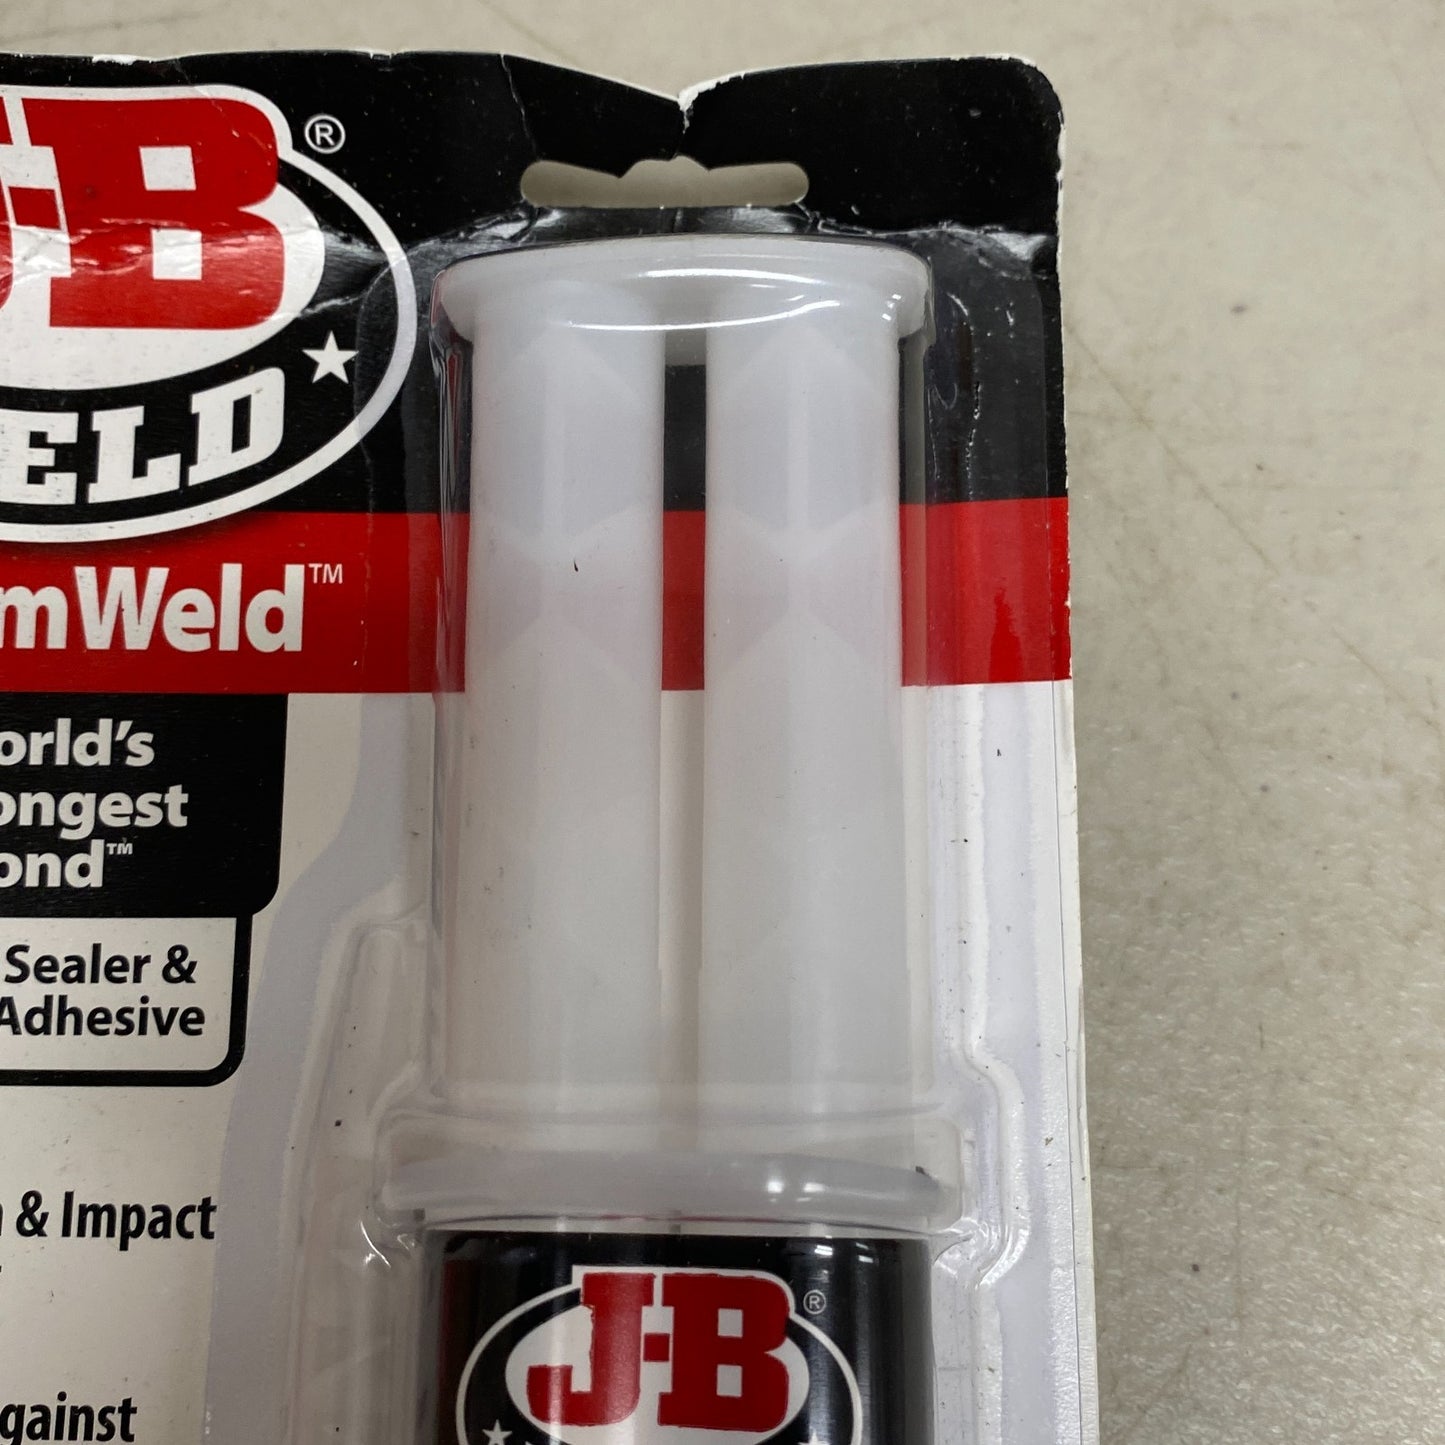 J-B ®
ELD
mWeld™
orld's
ongest
ond™
Sealer &
Adhesive
& Impact
gainst
J-B ®